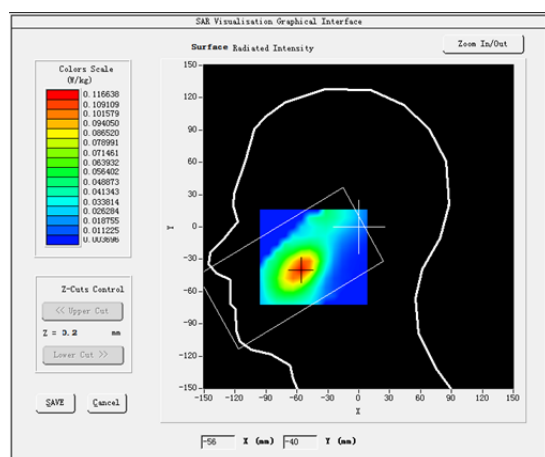 SAR Visualisation Graphical Interface
Surface Radiated Intensity
Zoom In/Out
Colors Scale
(W/kg)
0.116638
0.109109
0.101579
0.094050
0.086520
0.078991
0.071461
0.063932
0.056402
0.048873
0.041343
0.033814
0.026284
0.018755
0.011225
0.003696
150
120
90
60
30
0
-30
-60
-90
-120
-150
Y
-150 -120 -90 -60 -30 0 30 60 90 120 150
X
Z-Cuts Control
<< Upper Cut
Z = 0.2 mm
Lower Cut >>
SAVE Cancel
-56 X (mm) -40 Y (mm)